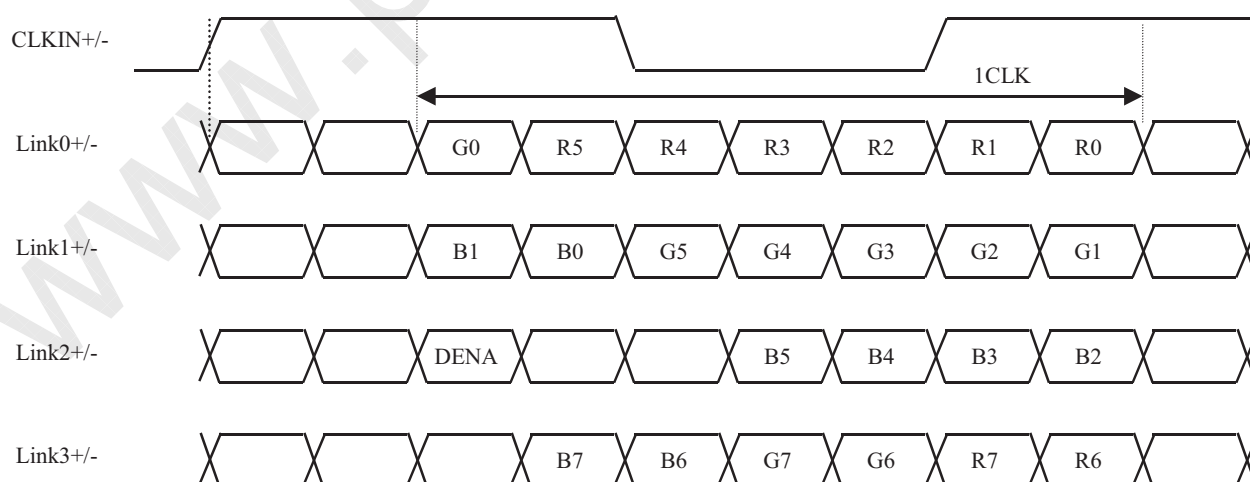 CLKIN+/-
1CLK
Link0+/- G0 R5 R4 R3 R2 R1 R0
Link1+/- B1 B0 G5 G4 G3 G2 G1
Link2+/- DENA B5 B4 B3 B2
Link3+/- B7 B6 G7 G6 R7 R6
www.p